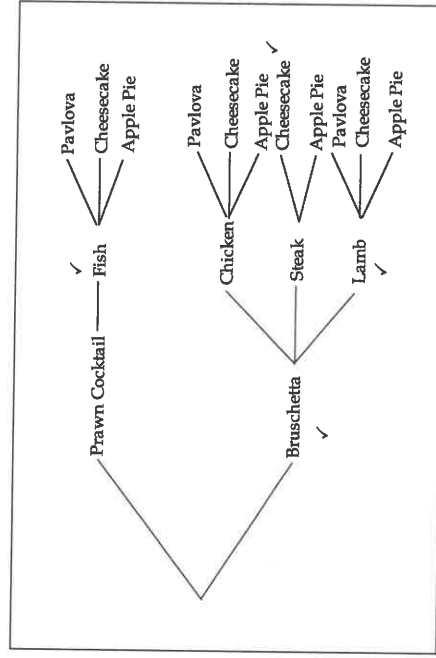 Pavlova
Prawn Cocktail
Fish
Cheesecake
Apple Pie
Pavlova
Chicken
Cheesecake
Apple Pie
Cheesecake
Bruschetta
Steak
Apple Pie
Pavlova
Lamb
Cheesecake
Apple Pie